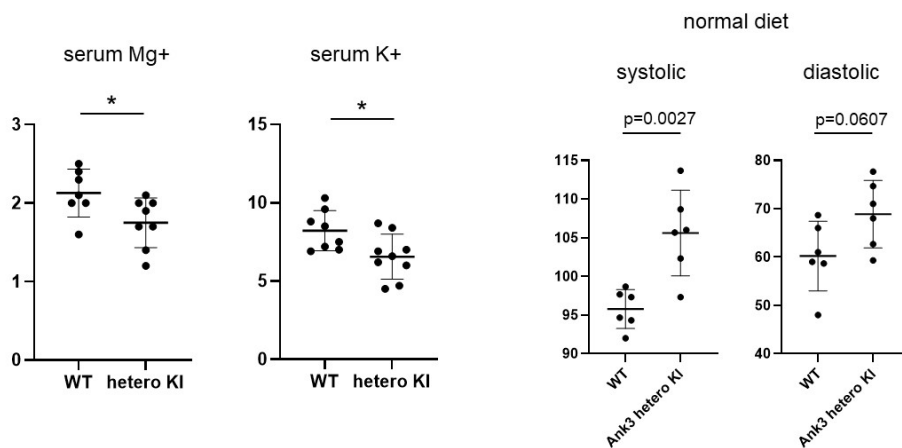 normal diet
serum Mg+
serum K+
systolic
diastolic
*
*
p=0.0027
p=0.0607
3
2
1
0
WT
hetero KI
15
10
5
0
WT
hetero KI
115
110
105
100
95
90
WT
Ank3 hetero KI
80
70
60
50
40
WT
Ank3 hetero KI